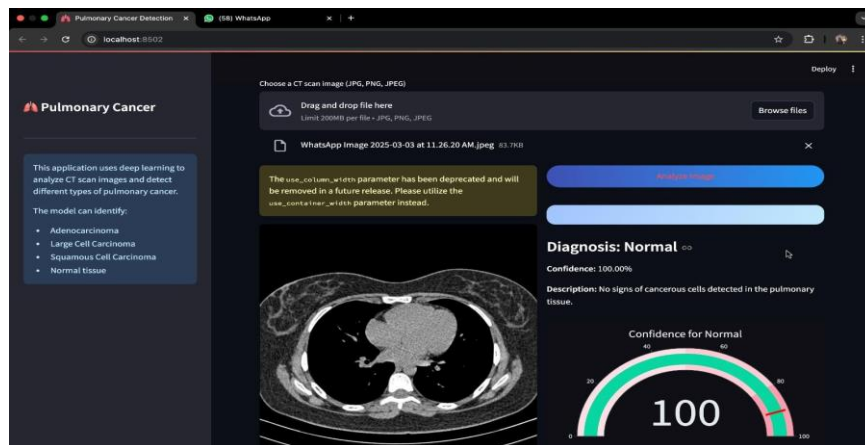 Pulmonary Cancer Detection
(58) WhatsApp
localhost:8502
Deploy
Pulmonary Cancer
This application uses deep learning to
analyze CT scan images and detect
different types of pulmonary cancer.
The model can identify:
• Adenocarcinoma
• Large Cell Carcinoma
• Squamous Cell Carcinoma
• Normal tissue
Choose a CT scan image (JPG, PNG, JPEG)
Drag and drop file here
Limit 200MB per file • JPG, PNG, JPEG
Browse files
WhatsApp Image 2025-03-03 at 11.26.20 AM.jpeg 83.7KB
The use_column_width parameter has been deprecated and will
be removed in a future release. Please utilize the
use_container_width parameter instead.
Analyze Image
Diagnosis: Normal
Confidence: 100.00%
Description: No signs of cancerous cells detected in the pulmonary
tissue.
Confidence for Normal
0
20
40
60
80
100
100